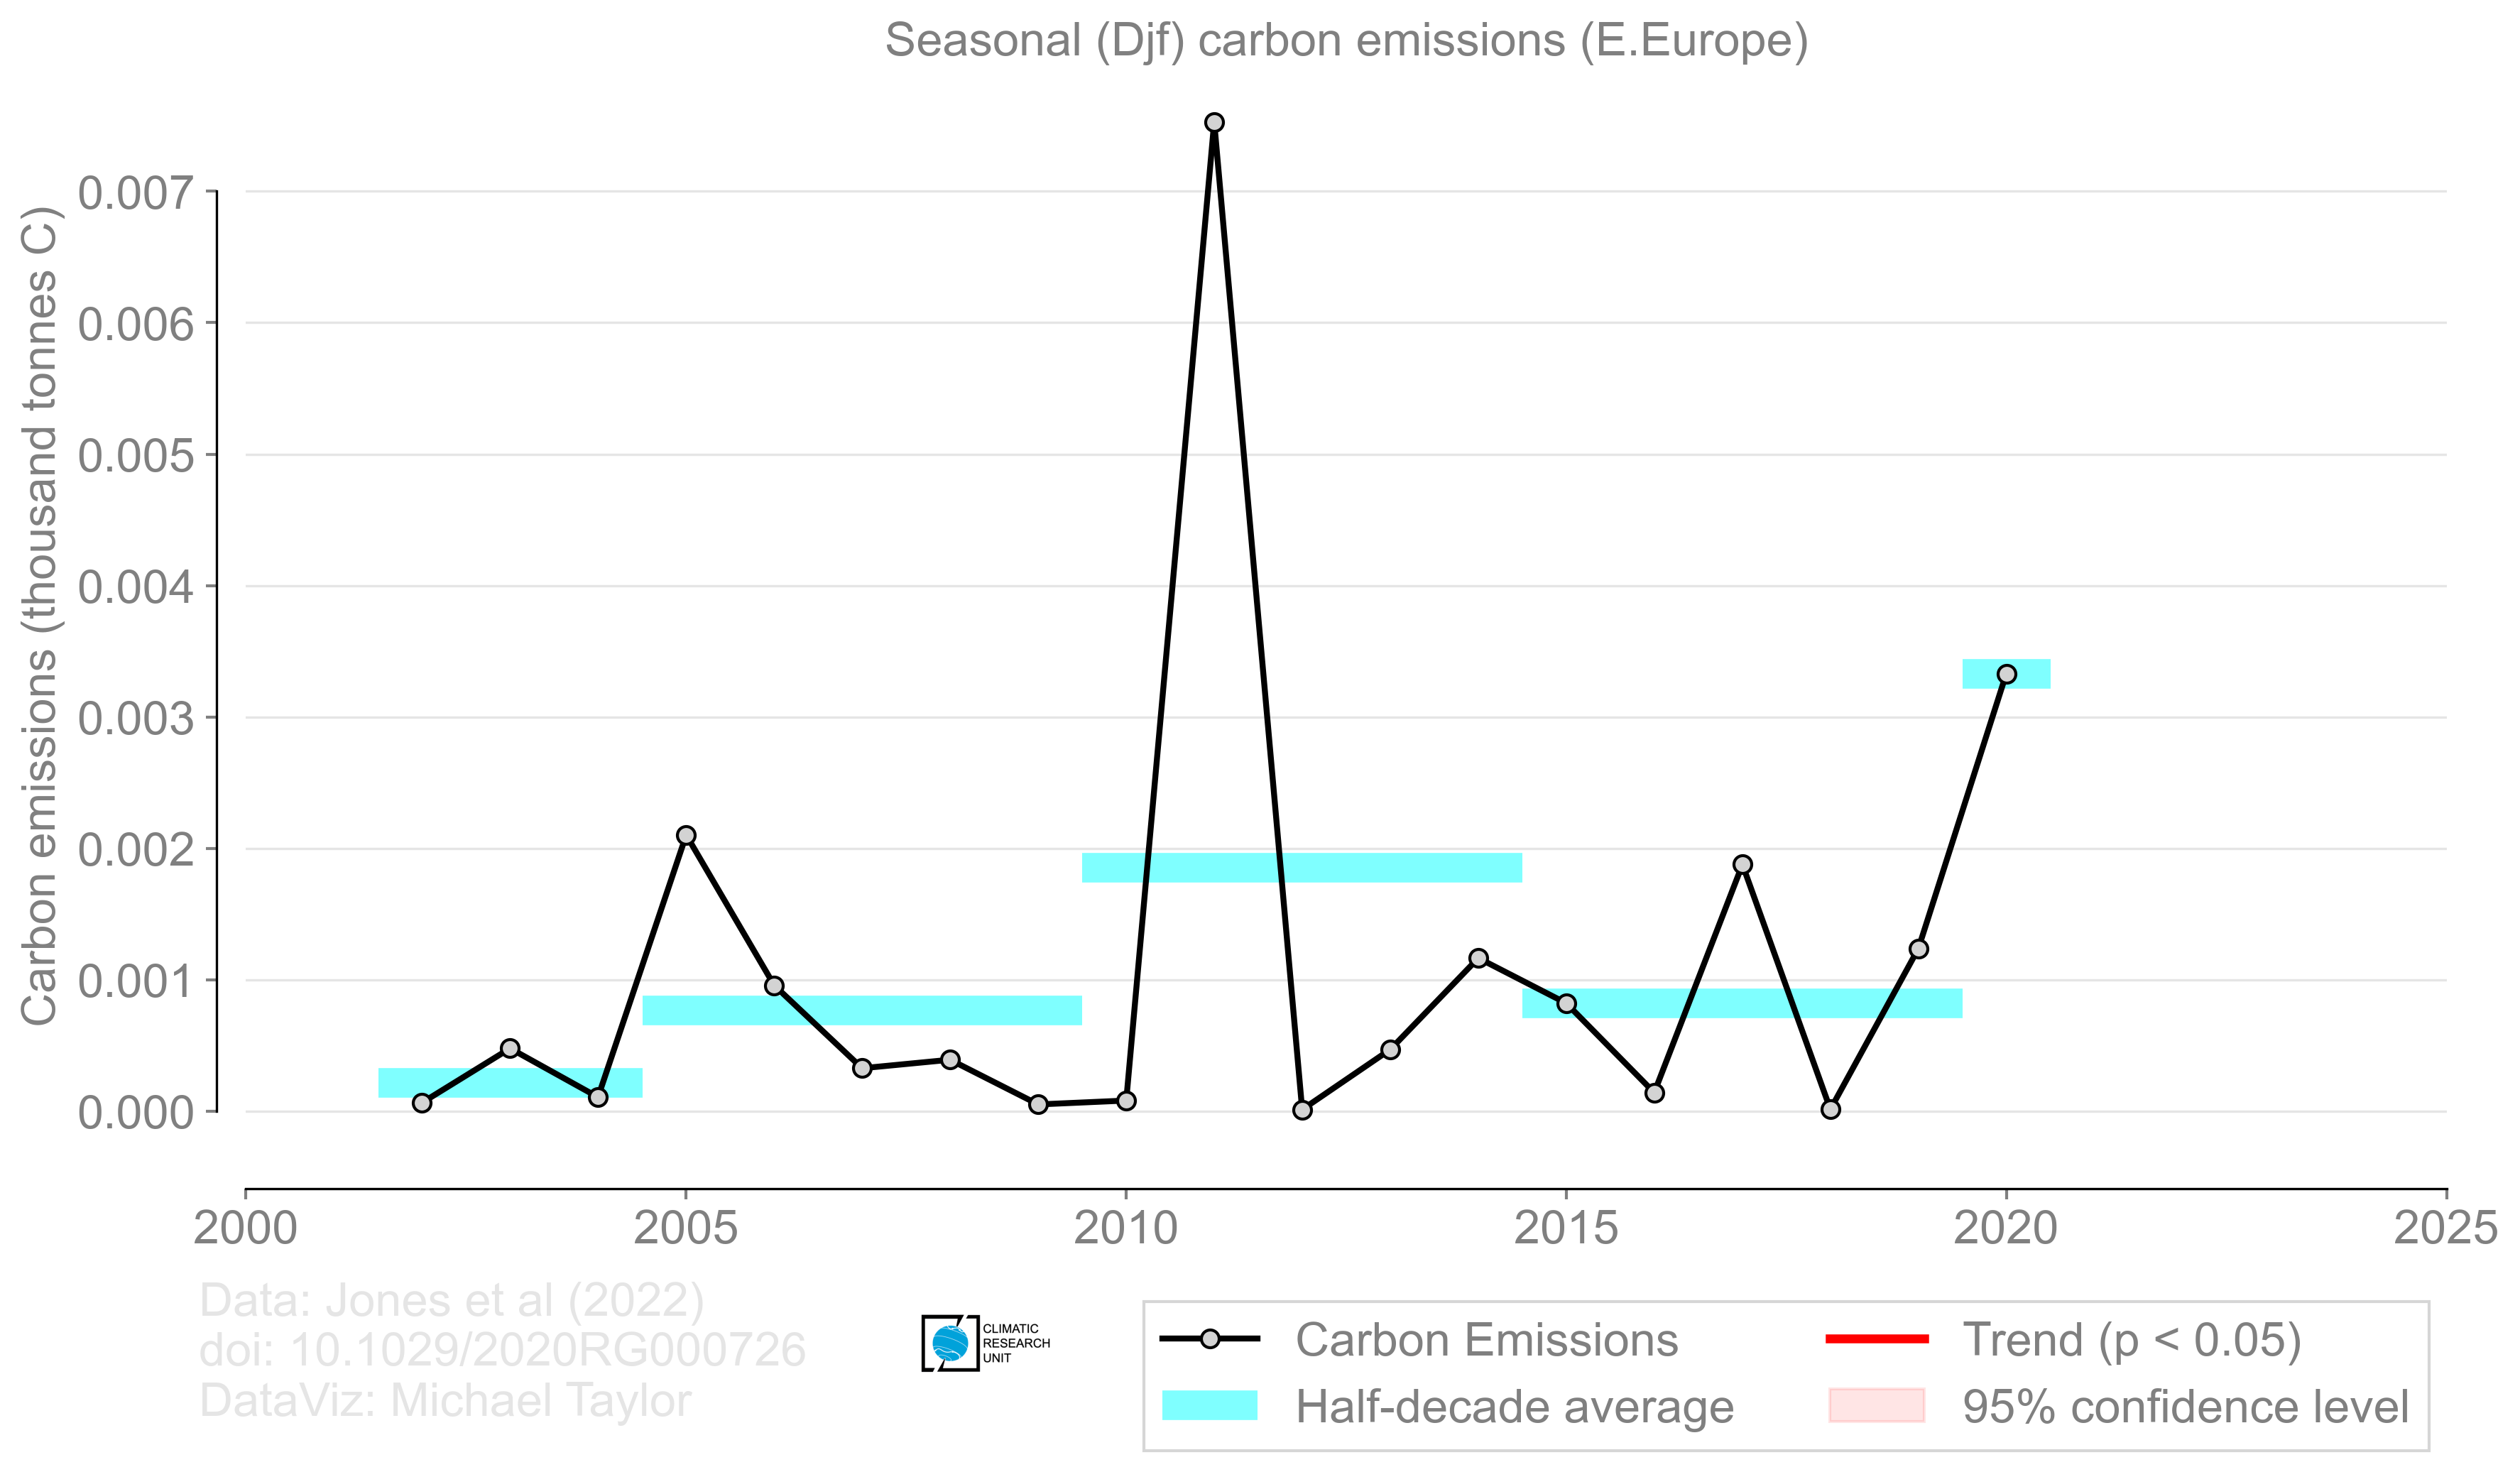 Seasonal (Djf) carbon emissions (E.Europe)
Carbon emissions (thousand tonnes C)
0.007
0.006
0.005
0.004
0.003
0.002
0.001
0.000
2000 2005 2010 2015 2020 2025
Data: Jones et al (2022)
doi: 10.1029/2020RG000726
DataViz: Michael Taylor
CLIMATIC
RESEARCH
UNIT
Carbon Emissions
Half-decade average
Trend (p < 0.05)
95% confidence level